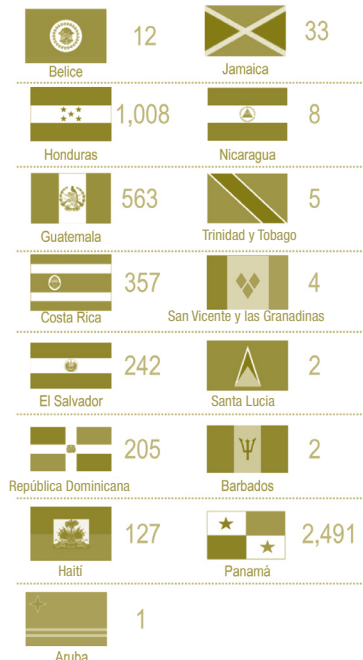 12
33
Belice
Jamaica
1,008
8
Honduras
Nicaragua
563
5
Guatemala
Trinidad y Tobago
357
4
Costa Rica
San Vicente y las Granadinas
242
2
El Salvador
Santa Lucia
205
2
República Dominicana
Barbados
127
2,491
Haití
Panamá
1
Aruba